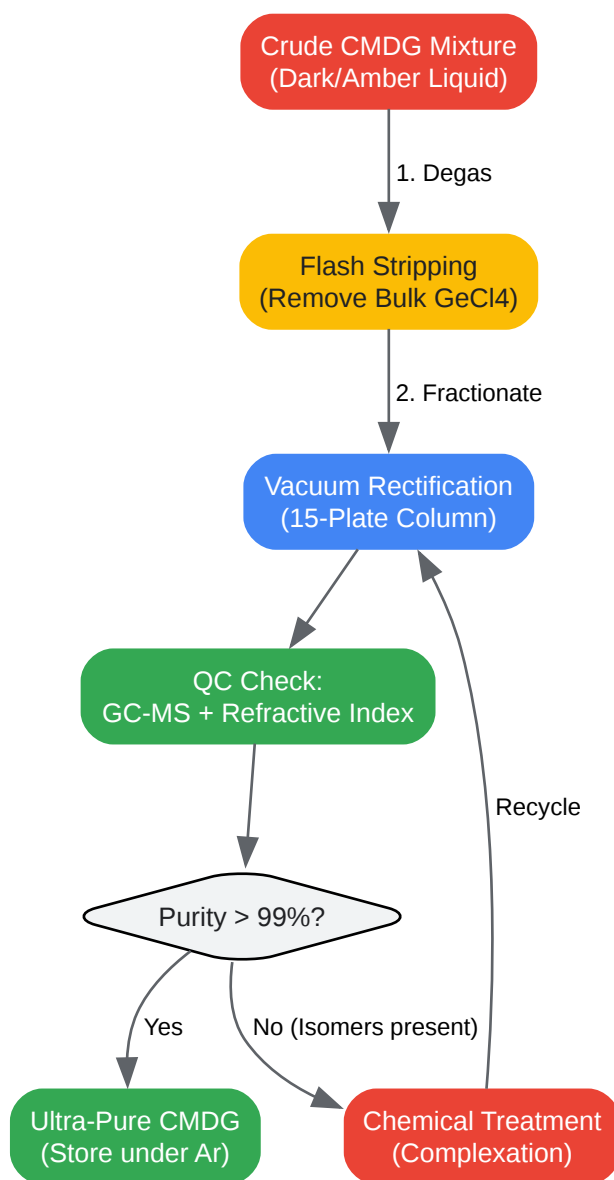 Crude CMDG Mixture
(Dark/Amber Liquid)
1. Degas
Flash Stripping
(Remove Bulk GeCl4)
2. Fractionate
Vacuum Rectification
(15-Plate Column)
QC Check:
GC-MS + Refractive Index
Recycle
Purity > 99%?
Yes
No (Isomers present)
Ultra-Pure CMDG
(Store under Ar)
Chemical Treatment
(Complexation)